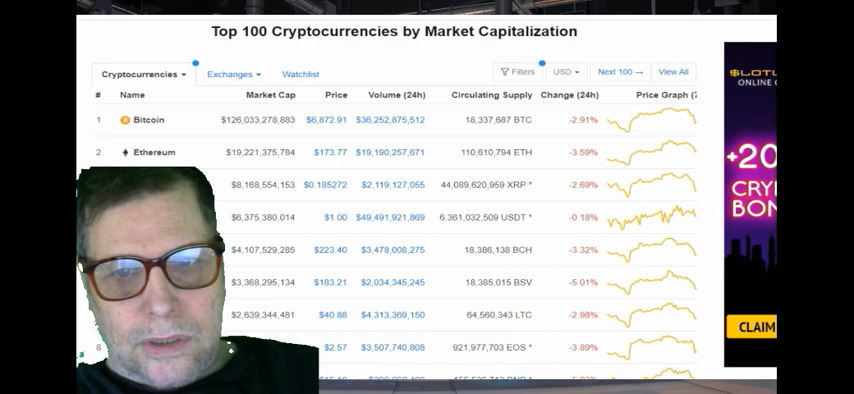 Top 100 Cryptocurrencies by Market Capitalization
Cryptocurrencies Exchanges Watchlist Filters USD Next 100 → View All
# Name Market Cap Price Volume (24h) Circulating Supply Change (24h) Price Graph (7
1 Bitcoin $126,033,278,883 $6,872.91 $36,252,875,512 18,337,687 BTC -2.91%
2 Ethereum $19,221,375,784 $173.77 $19,190,257,671 110,610,794 ETH -3.59%
$8,168,554,153 $0.185272 $2,119,127,055 44,089,620,959 XRP * -2.69%
$6,375,380,014 $1.00 $49,491,921,869 6,361,032,509 USDT * -0.18%
$4,107,529,285 $223.40 $3,478,008,275 18,386,138 BCH -3.32%
$3,368,295,134 $183.21 $2,034,345,245 18,385,015 BSV -5.01%
$2,639,344,481 $40.88 $4,313,369,150 64,560,343 LTC -2.98%
8 $2.57 $3,507,740,808 921,977,703 EOS * -3.89%
ONLINE
+20
CRY
BON
CLAIM